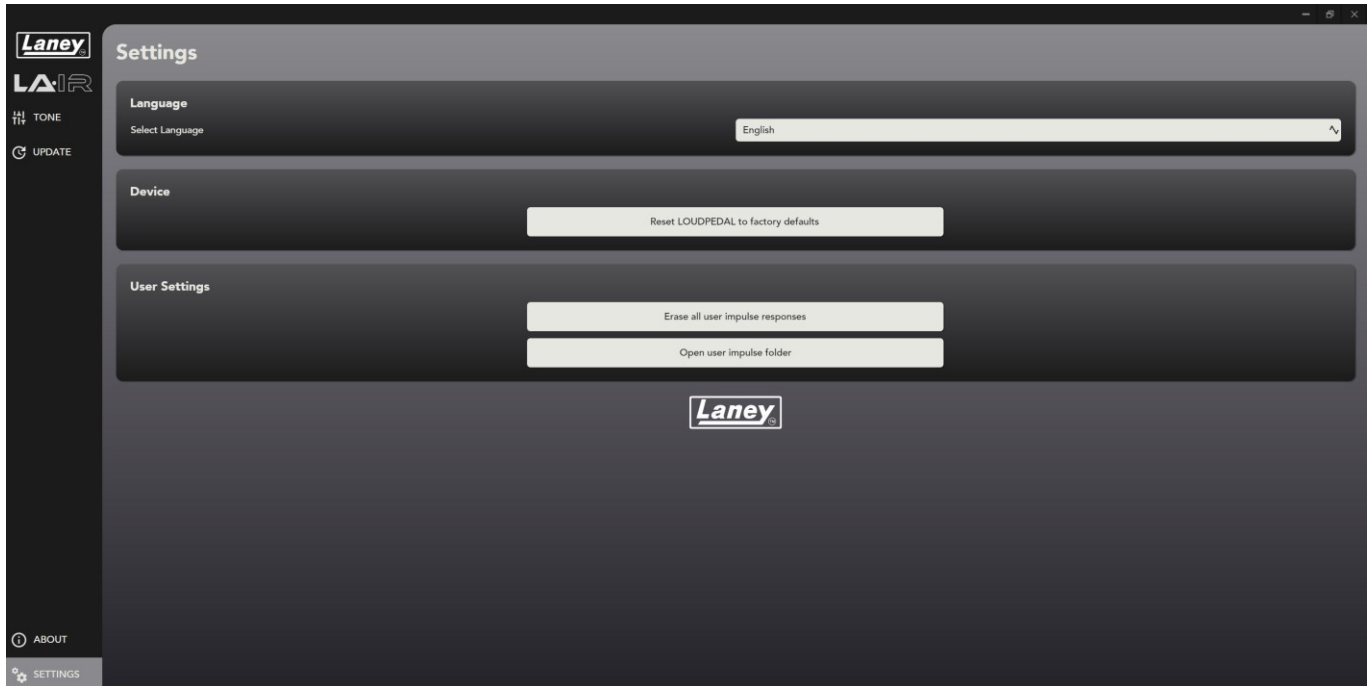 Laney
LA·IR
TONE
UPDATE
ABOUT
SETTINGS
Settings
Language
Select Language
English
Device
Reset LOUDPEDAL to factory defaults
User Settings
Erase all user impulse responses
Open user impulse folder
Laney